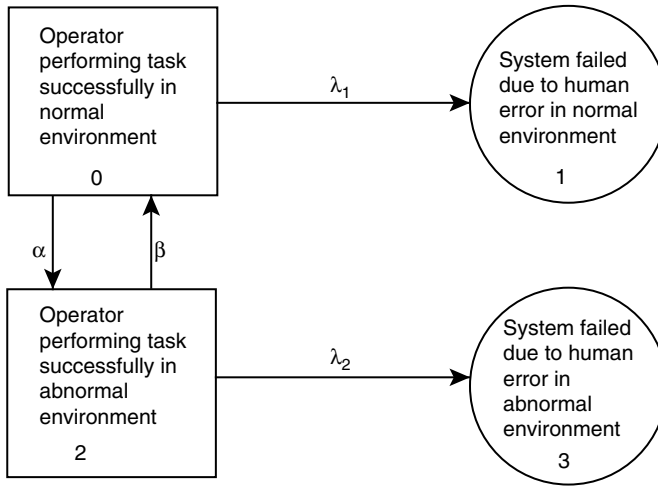 Operator
performing task
successfully in
normal
environment
0
λ1
System failed
due to human
error in normal
environment
1
α
β
Operator
performing task
successfully in
abnormal
environment
2
λ2
System failed
due to human
error in
abnormal
environment
3